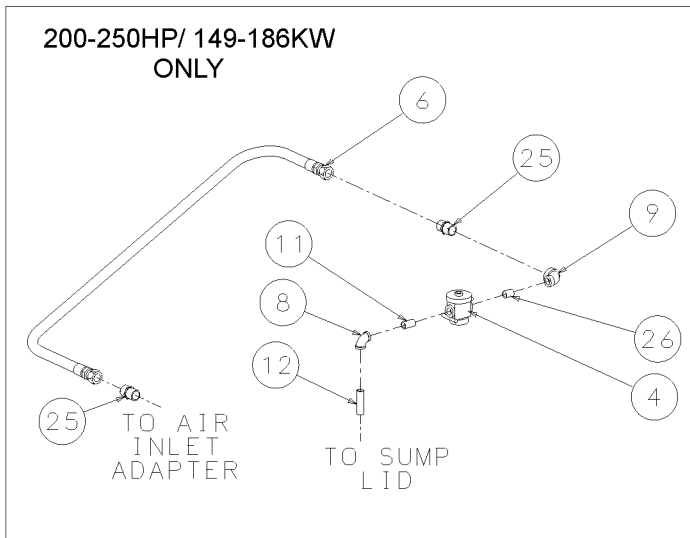 200-250HP/ 149-186KW
ONLY
6
25
9
11
8
26
12
4
25
TO AIR
INLET
ADAPTER
TO SUMP
LID